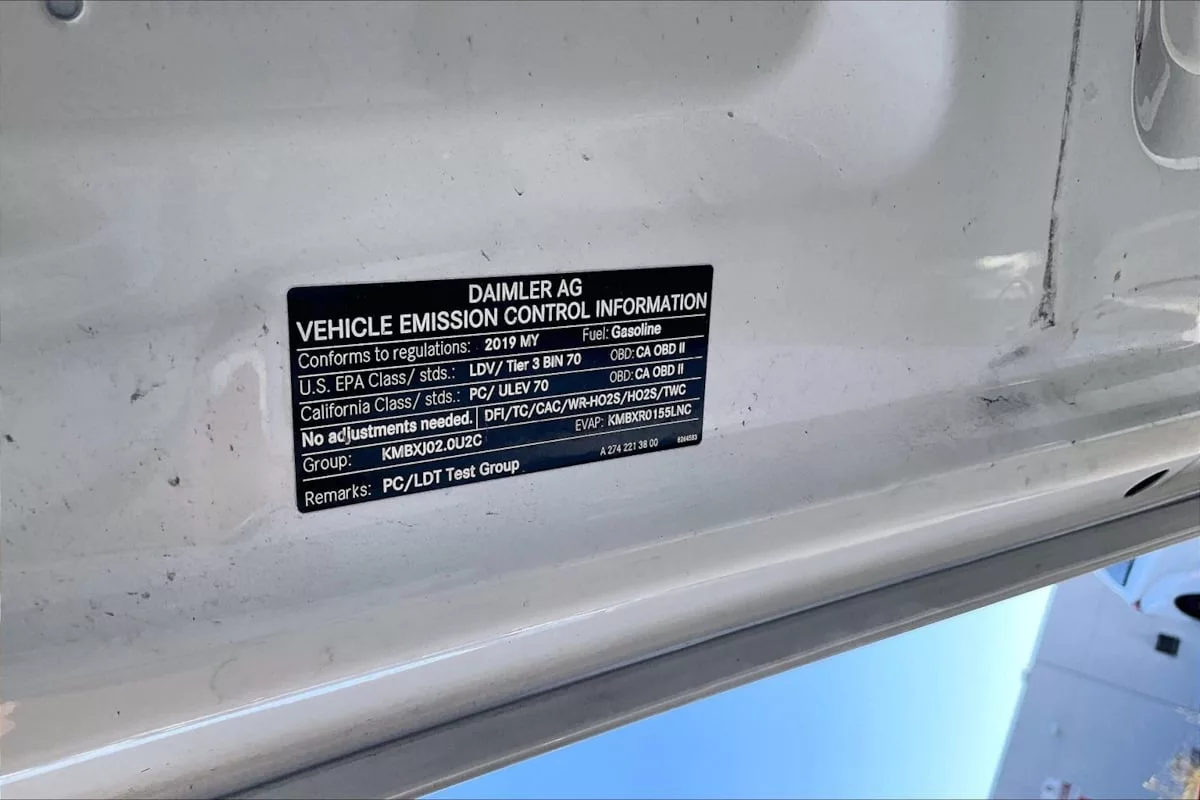 DAIMLER AG
VEHICLE EMISSION CONTROL INFORMATION
Conforms to regulations: 2019 MY Fuel: Gasoline
U.S. EPA Class/ stds.: LDV/ Tier 3 BIN 70 OBD: CA OBD II
California Class/ stds.: PC/ ULEV 70 OBD: CA OBD II
No adjustments needed. DFI/TC/CAC/WR-HO2S/HO2S/TWC
Group: KMBXJ02.0U2C EVAP: KMBXR0155LNC
A 274 221 38 00
Remarks: PC/LDT Test Group